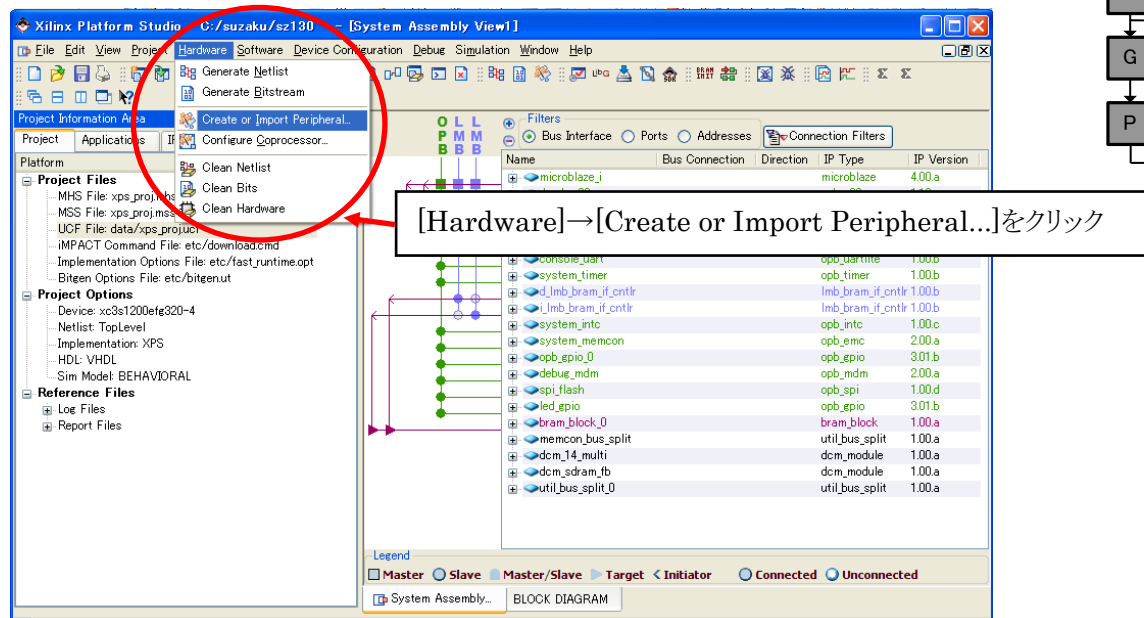 Xilinx Platform Studio - C:/suzaku/sz130 - [System Assembly View1]
File Edit View Project Hardware Software Device Configuration Debug Simulation Window Help
Generate Netlist
Generate Bitstream
Create or Import Peripheral...
Configure Coprocessor...
Clean Netlist
Clean Bits
Clean Hardware
Project Information Area
Project Applications IP
Platform
Project Files
MHS File: xps_proj.mhs
MSS File: xps_proj.mss
UCF File: data/xps_proj.ucf
iMPACT Command File: etc/download.cmd
Implementation Options File: etc/fast_runtime.opt
Bitgen Options File: etc/bitgen.ut
Project Options
Device: xc3s1200efg320-4
Netlist: TopLevel
Implementation: XPS
HDL: VHDL
Sim Model: BEHAVIORAL
Reference Files
Log Files
Report Files
O L L
P M M
B B B
Filters
Bus Interface Ports Addresses Connection Filters
Name Bus Connection Direction IP Type IP Version
microblaze_i microblaze 4.00.a
[Hardware]→[Create or Import Peripheral...]をクリック
console_uart opb_uartlite 1.00.b
system_timer opb_timer 1.00.b
d_lmb_bram_if_cntlr lmb_bram_if_cntlr 1.00.b
i_lmb_bram_if_cntlr lmb_bram_if_cntlr 1.00.b
system_intc opb_intc 1.00.c
system_memcon opb_emc 2.00.a
opb_gpio_0 opb_gpio 3.01.b
debug_mdm opb_mdm 2.00.a
spi_flash opb_spi 1.00.d
led_gpio opb_gpio 3.01.b
bram_block_0 bram_block 1.00.a
memcon_bus_split util_bus_split 1.00.a
dcm_14_multi dcm_module 1.00.a
dcm_sdram_fb dcm_module 1.00.a
util_bus_split_0 util_bus_split 1.00.a
Legend
Master Slave Master/Slave Target Initiator Connected Unconnected
System Assembly... BLOCK DIAGRAM
G
P